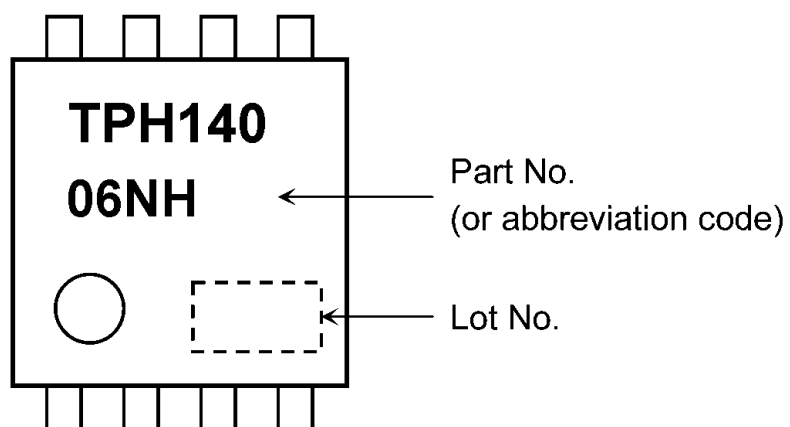 TPH140
06NH
Part No.
(or abbreviation code)
Lot No.